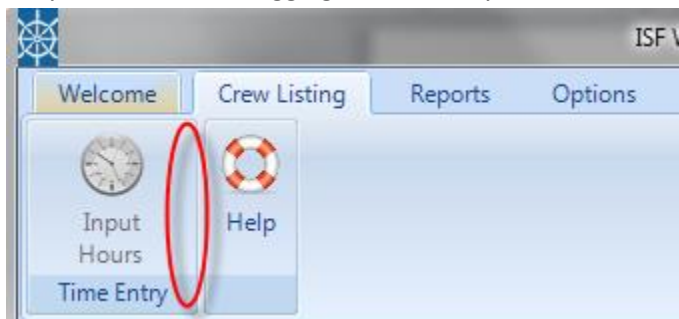 ISF
Welcome
Crew Listing
Reports
Options
Input
Hours
Help
Time Entry